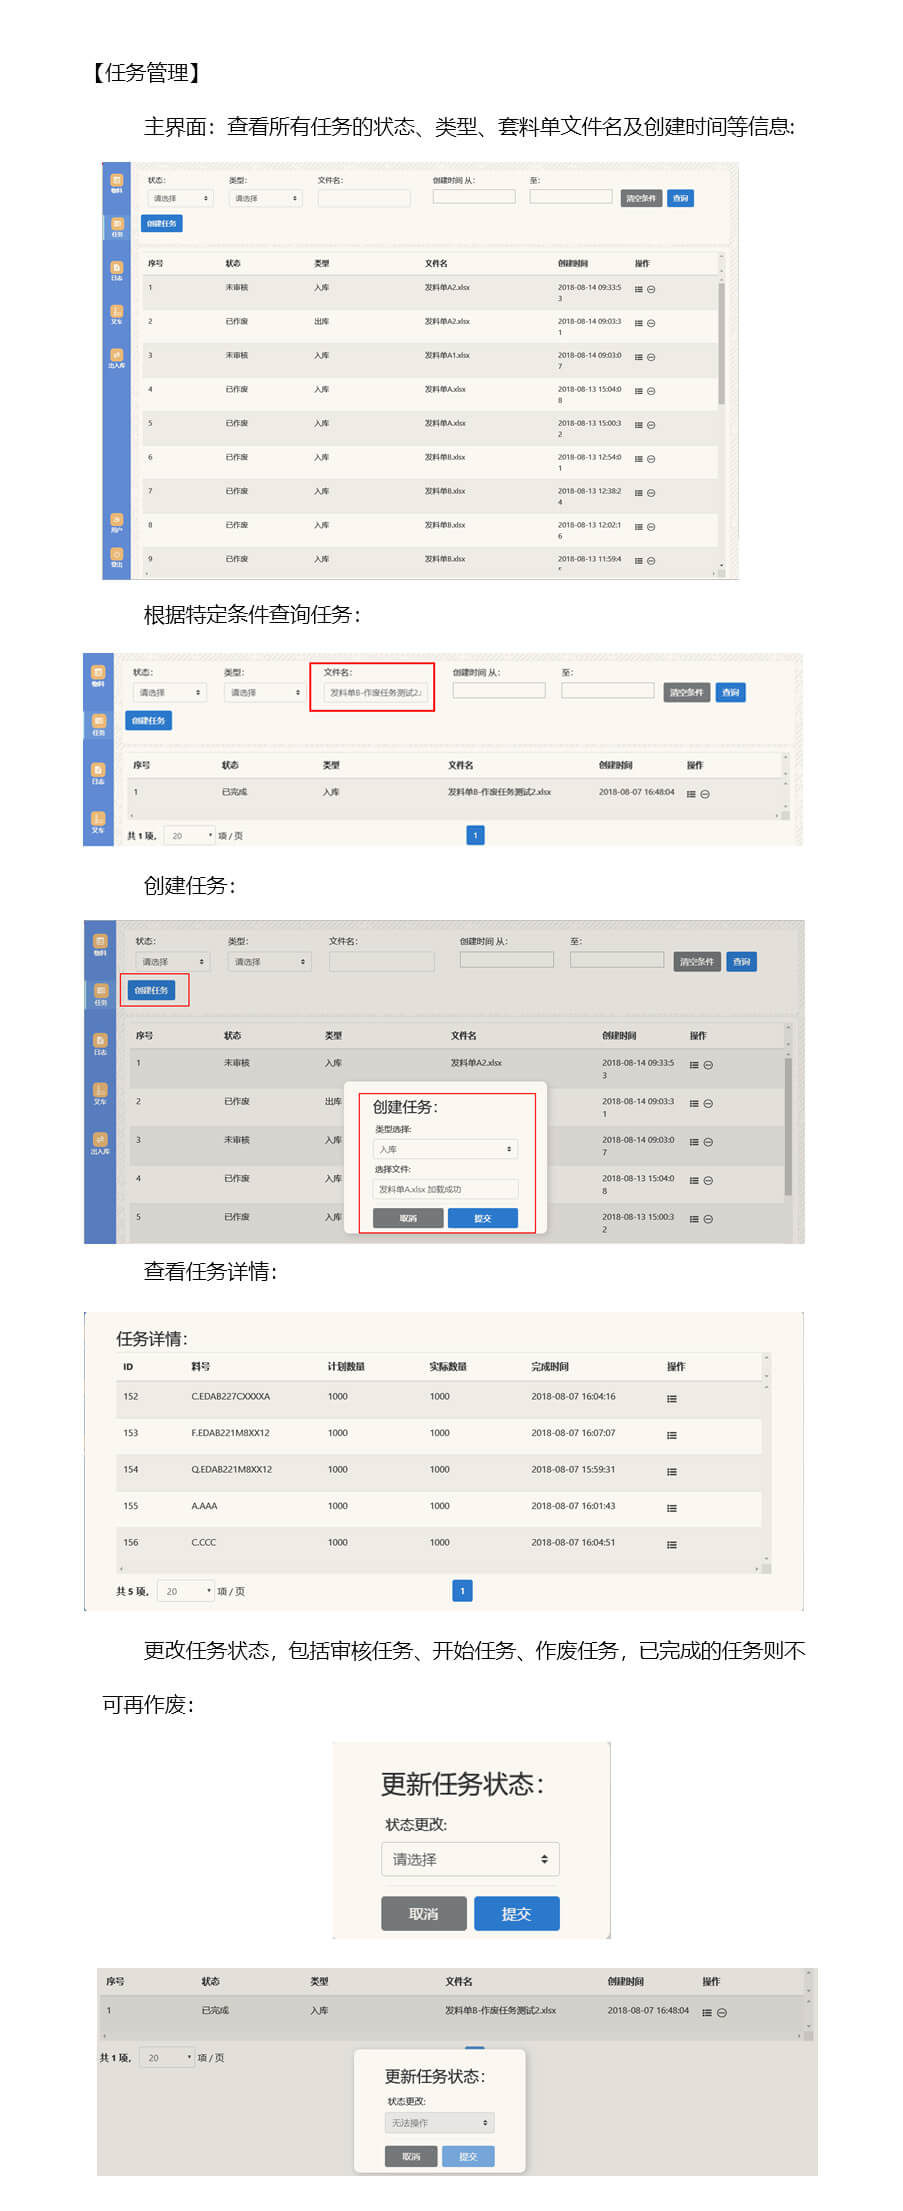 【任务管理】
主界面：查看所有任务的状态、类型、套料单文件名及创建时间等信息:
物料
任务
日志
叉车
出入库
用户
登出
状态： 类型： 文件名： 创建时间 从： 至：
请选择 请选择 清空条件 查询
创建任务
序号 状态 类型 文件名 创建时间 操作
1 未审核 入库 发料单A2.xlsx 2018-08-14 09:33:53
2 已作废 出库 发料单A2.xlsx 2018-08-14 09:03:31
3 未审核 入库 发料单A1.xlsx 2018-08-14 09:03:07
4 已作废 入库 发料单A.xlsx 2018-08-13 15:04:08
5 已作废 入库 发料单A.xlsx 2018-08-13 15:00:32
6 已作废 入库 发料单B.xlsx 2018-08-13 12:54:01
7 已作废 入库 发料单B.xlsx 2018-08-13 12:38:24
8 已作废 入库 发料单B.xlsx 2018-08-13 12:02:16
9 已作废 入库 发料单B.xlsx 2018-08-13 11:59:4
根据特定条件查询任务：
物料
任务
日志
叉车
状态： 类型： 文件名： 创建时间 从： 至：
请选择 请选择 发料单B-作废任务测试2. 清空条件 查询
创建任务
序号 状态 类型 文件名 创建时间 操作
1 已完成 入库 发料单B-作废任务测试2.xlsx 2018-08-07 16:48:04
共 1 项， 20 项 / 页 1
创建任务：
物料
任务
日志
叉车
出入库
状态： 类型： 文件名： 创建时间 从： 至：
请选择 请选择 清空条件 查询
创建任务
序号 状态 类型 文件名 创建时间 操作
1 未审核 入库 发料单A2.xlsx 2018-08-14 09:33:53
2 已作废 出库 2018-08-14 09:03:31
3 未审核 入库 2018-08-14 09:03:07
4 已作废 入库 2018-08-13 15:04:08
5 已作废 入库 2018-08-13 15:00:32
创建任务：
类型选择:
入库
选择文件:
发料单A.xlsx 加载成功
取消 提交
查看任务详情：
任务详情：
ID 料号 计划数量 实际数量 完成时间 操作
152 C.EDAB227CXXXXA 1000 1000 2018-08-07 16:04:16
153 F.EDAB221M8XX12 1000 1000 2018-08-07 16:07:07
154 Q.EDAB221M8XX12 1000 1000 2018-08-07 15:59:31
155 A.AAA 1000 1000 2018-08-07 16:01:43
156 C.CCC 1000 1000 2018-08-07 16:04:51
共 5 项， 20 项 / 页 1
更改任务状态，包括审核任务、开始任务、作废任务，已完成的任务则不
可再作废：
更新任务状态：
状态更改:
请选择
取消 提交
序号 状态 类型 文件名 创建时间 操作
1 已完成 入库 发料单B-作废任务测试2.xlsx 2018-08-07 16:48:04
共 1 项， 20 项 / 页
更新任务状态：
状态更改:
无法操作
取消 提交